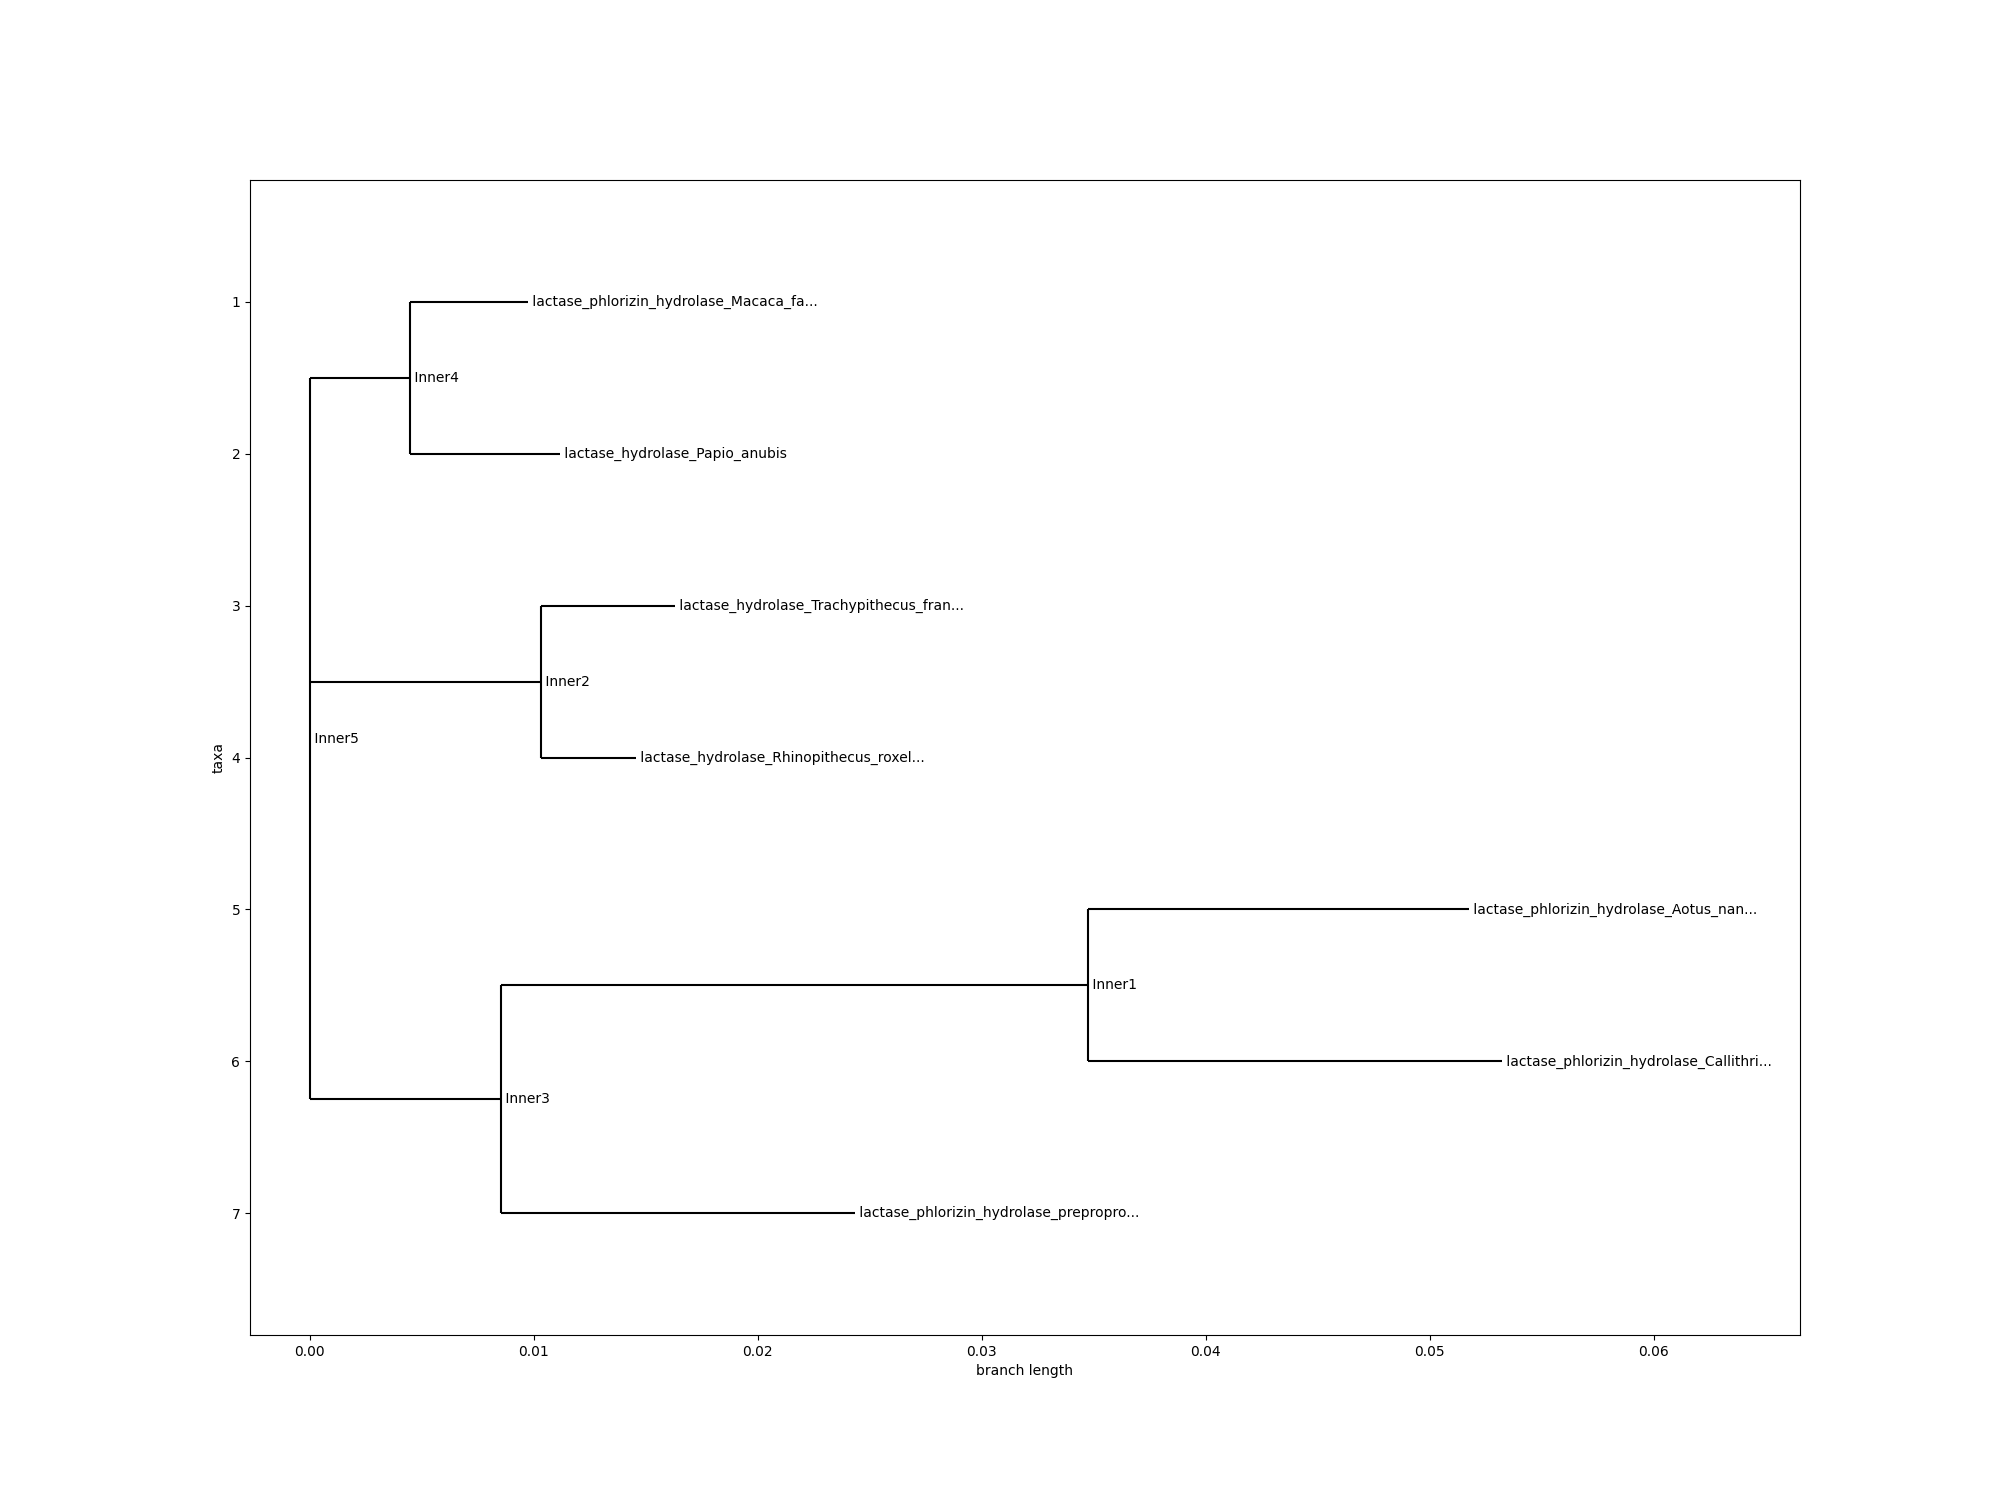 1
lactase_phlorizin_hydrolase_Macaca_fa...
Inner4
2
lactase_hydrolase_Papio_anubis
3
lactase_hydrolase_Trachypithecus_fran...
Inner2
Inner5
taxa
4
lactase_hydrolase_Rhinopithecus_roxel...
5
lactase_phlorizin_hydrolase_Aotus_nan...
Inner1
6
lactase_phlorizin_hydrolase_Callithri...
Inner3
7
lactase_phlorizin_hydrolase_prepropro...
0.00 0.01 0.02 0.03 0.04 0.05 0.06
branch length